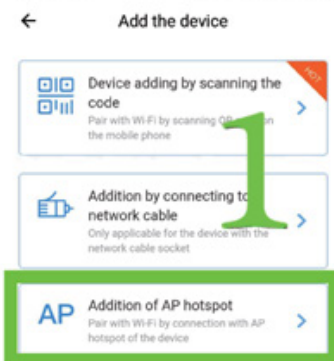 Add the device
Device adding by scanning the
code
HOT
Pair with Wi-Fi by scanning QR
the mobile phone
1
Addition by connecting to
network cable
Only applicable for the device with the
network cable socket
AP
Addition of AP hotspot
Pair with Wi-Fi by connection with AP
hotspot of the device